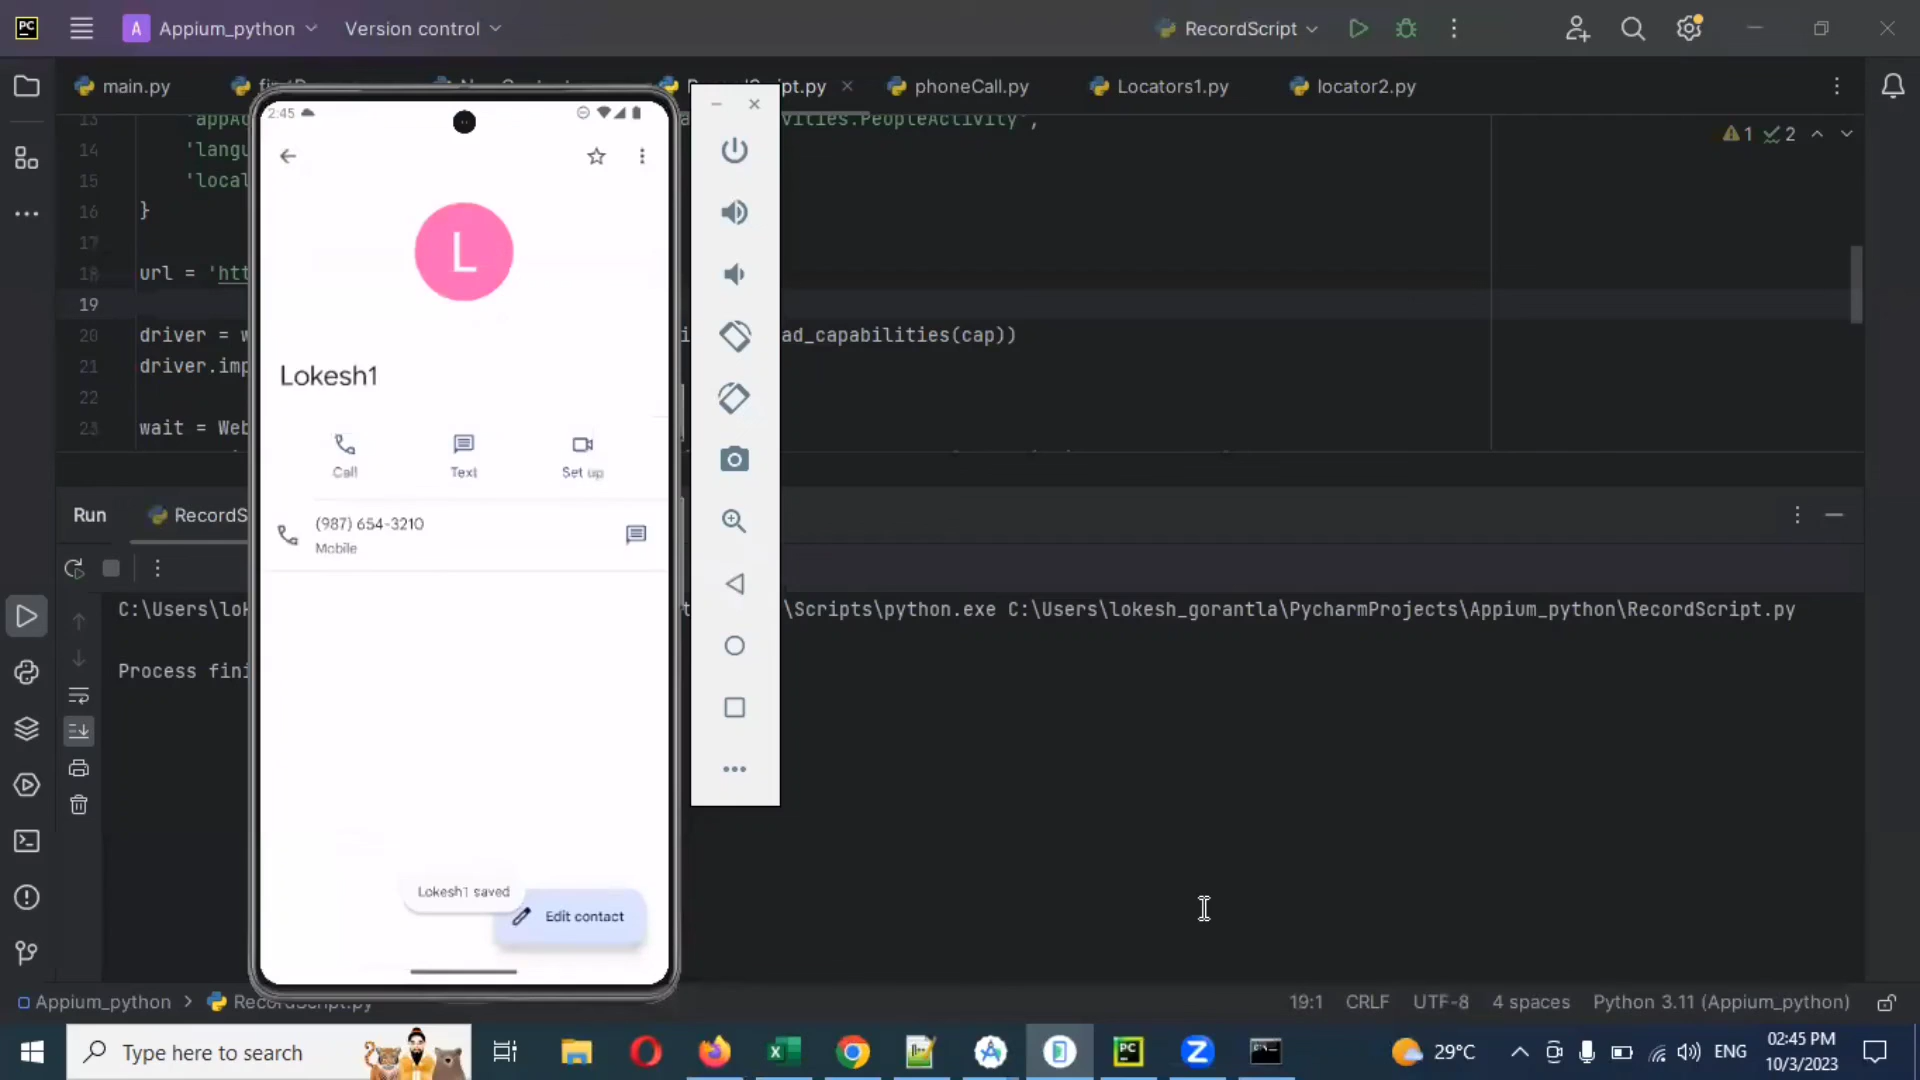 PC
A Appium_python
Version control
RecordScript
main.py
phoneCall.py
Locators1.py
locator2.py
vities.PeopleActivity',
14 'langu
15 'local
16 }
17
18 url = 'htt
19
20 driver = w
ad_capabilities(cap))
21 driver.imp
22
23 wait = Web
1 2
2:45
L
Lokesh1
Call Text Set up
(987) 654-3210
Mobile
Lokesh1 saved
Edit contact
Run RecordS
C:\Users\lok
\Scripts\python.exe C:\Users\lokesh_gorantla\PycharmProjects\Appium_python\RecordScript.py
Process fini
Appium_python > RecordScript.py
19:1 CRLF UTF-8 4 spaces Python 3.11 (Appium_python)
Type here to search
29°C
ENG
02:45 PM
10/3/2023